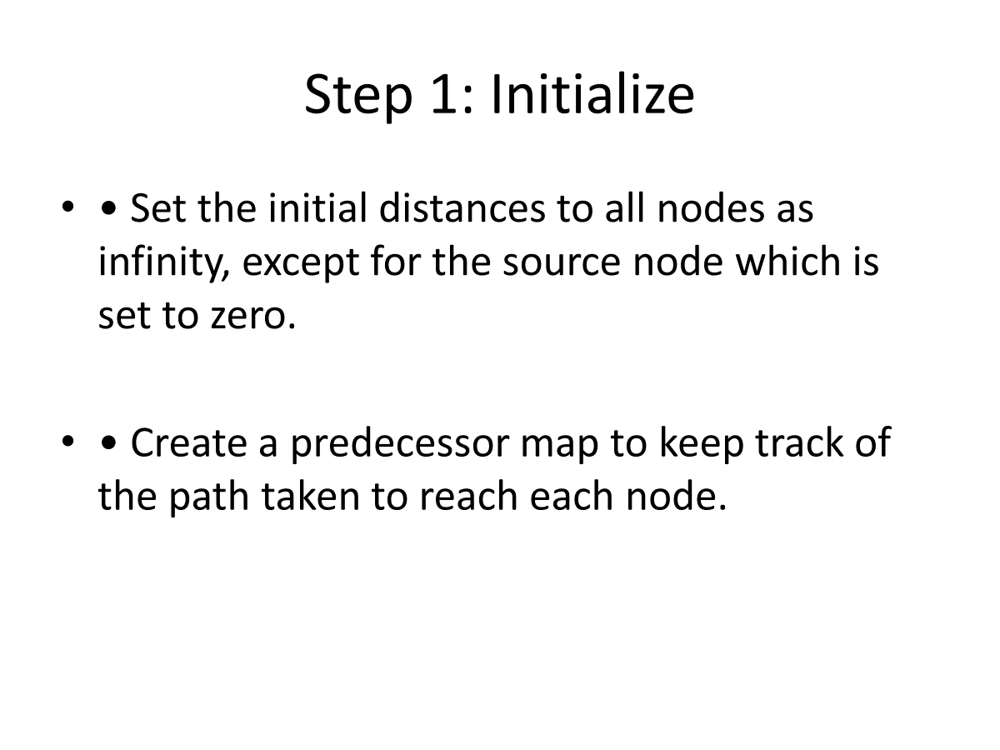 Step 1: Initialize
• • Set the initial distances to all nodes as
infinity, except for the source node which is
set to zero.
• • Create a predecessor map to keep track of
the path taken to reach each node.